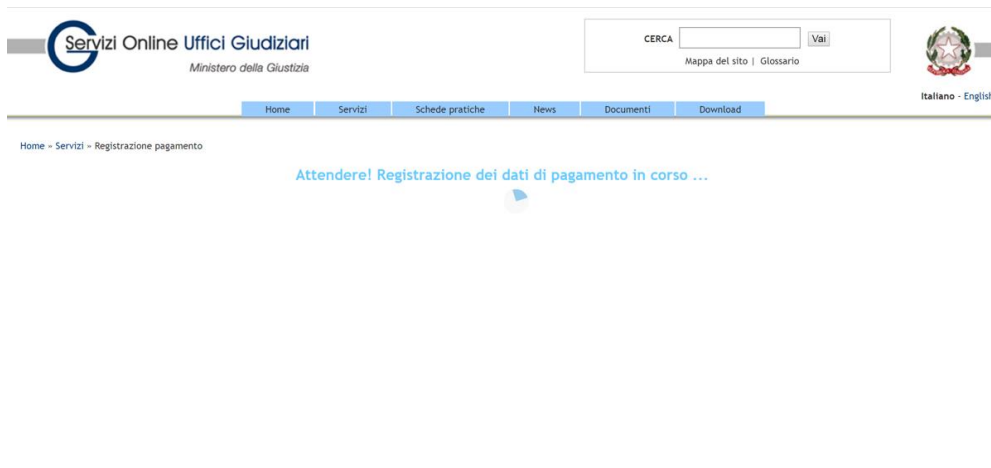 Servizi Online Uffici Giudiziari
Ministero della Giustizia
CERCA
Vai
Mappa del sito | Glossario
Italiano - English
Home
Servizi
Schede pratiche
News
Documenti
Download
Home » Servizi » Registrazione pagamento
Attendere! Registrazione dei dati di pagamento in corso ...